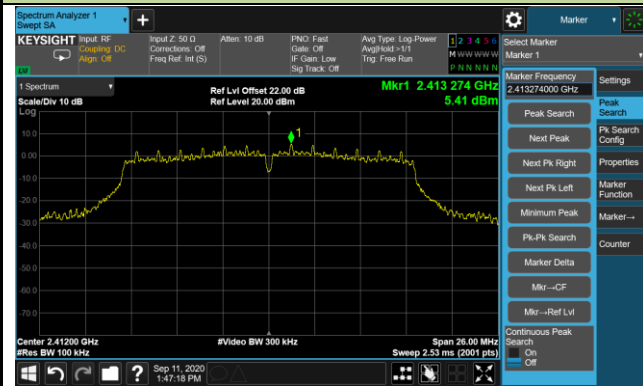 Spectrum Analyzer 1
Swept SA
+
Marker
KEYSIGHT
Input: RF
Coupling: DC
Align: Off
Input Z: 50 Ω
Corrections: Off
Freq Ref: Int (S)
Atten: 10 dB
PNO: Fast
Gate: Off
IF Gain: Low
Sig Track: Off
Avg Type: Log-Power
Avg|Hold:>1/1
Trig: Free Run
1 2 3 4 5 6
M W W W W W
P N N N N N
LXI
Select Marker
Marker 1
1 Spectrum
Scale/Div 10 dB
Log
Ref Lvl Offset 22.00 dB
Ref Level 20.00 dBm
Mkr1 2.413 274 GHz
5.41 dBm
1
10.0
0.00
-10.0
-20.0
-30.0
-40.0
-50.0
-60.0
-70.0
Center 2.41200 GHz
#Res BW 100 kHz
#Video BW 300 kHz
Span 26.00 MHz
Sweep 2.53 ms (2001 pts)
Marker Frequency
2.413274000 GHz
Peak Search
Next Peak
Next Pk Right
Next Pk Left
Minimum Peak
Pk-Pk Search
Marker Delta
Mkr→CF
Mkr→Ref Lvl
Continuous Peak
Search
On
Off
Settings
Peak
Search
Pk Search
Config
Properties
Marker
Function
Marker→
Counter
?
Sep 11, 2020
1:47:18 PM